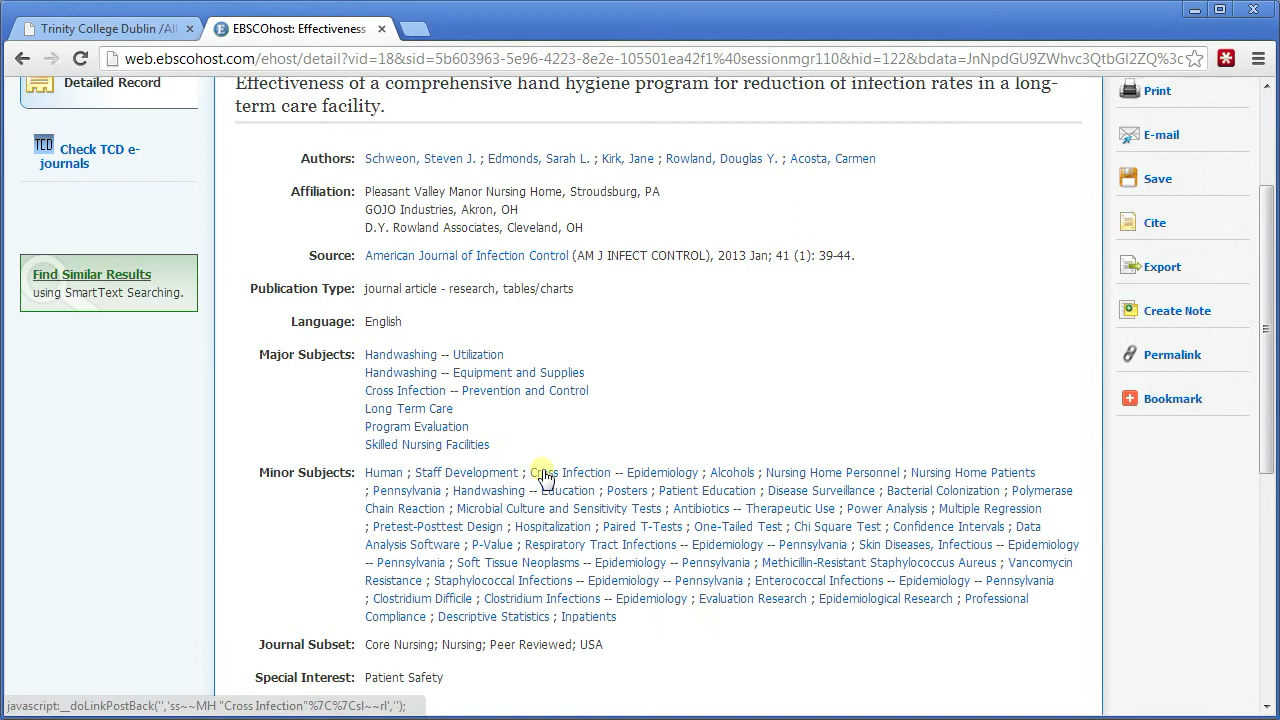 Trinity College Dublin /All
EBSCOhost: Effectiveness
web.ebscohost.com/ehost/detail?vid=18&sid=5b603963-5e96-4223-8e2e-105501ea42f1%40sessionmgr110&hid=122&bdata=JnNpdGU9ZWhvc3QtbGl2ZQ%3c
Detailed Record
TCD Check TCD e-
journals
Find Similar Results
using SmartText Searching.
Effectiveness of a comprehensive hand hygiene program for reduction of infection rates in a long-
term care facility.
Authors: Schweon, Steven J. ; Edmonds, Sarah L. ; Kirk, Jane ; Rowland, Douglas Y. ; Acosta, Carmen
Affiliation: Pleasant Valley Manor Nursing Home, Stroudsburg, PA
GOJO Industries, Akron, OH
D.Y. Rowland Associates, Cleveland, OH
Source: American Journal of Infection Control (AM J INFECT CONTROL), 2013 Jan; 41 (1): 39-44.
Publication Type: journal article - research, tables/charts
Language: English
Major Subjects: Handwashing -- Utilization
Handwashing -- Equipment and Supplies
Cross Infection -- Prevention and Control
Long Term Care
Program Evaluation
Skilled Nursing Facilities
Minor Subjects: Human ; Staff Development ; Cross Infection -- Epidemiology ; Alcohols ; Nursing Home Personnel ; Nursing Home Patients
; Pennsylvania ; Handwashing -- Education ; Posters ; Patient Education ; Disease Surveillance ; Bacterial Colonization ; Polymerase
Chain Reaction ; Microbial Culture and Sensitivity Tests ; Antibiotics -- Therapeutic Use ; Power Analysis ; Multiple Regression
; Pretest-Posttest Design ; Hospitalization ; Paired T-Tests ; One-Tailed Test ; Chi Square Test ; Confidence Intervals ; Data
Analysis Software ; P-Value ; Respiratory Tract Infections -- Epidemiology -- Pennsylvania ; Skin Diseases, Infectious -- Epidemiology
-- Pennsylvania ; Soft Tissue Neoplasms -- Epidemiology -- Pennsylvania ; Methicillin-Resistant Staphylococcus Aureus ; Vancomycin
Resistance ; Staphylococcal Infections -- Epidemiology -- Pennsylvania ; Enterococcal Infections -- Epidemiology -- Pennsylvania
; Clostridium Difficile ; Clostridium Infections -- Epidemiology ; Evaluation Research ; Epidemiological Research ; Professional
Compliance ; Descriptive Statistics ; Inpatients
Journal Subset: Core Nursing; Nursing; Peer Reviewed; USA
Special Interest: Patient Safety
Print
E-mail
Save
Cite
Export
Create Note
Permalink
Bookmark
javascript:__doLinkPostBack('','ss~~MH "Cross Infection"%7C%7Csl~~rl','');